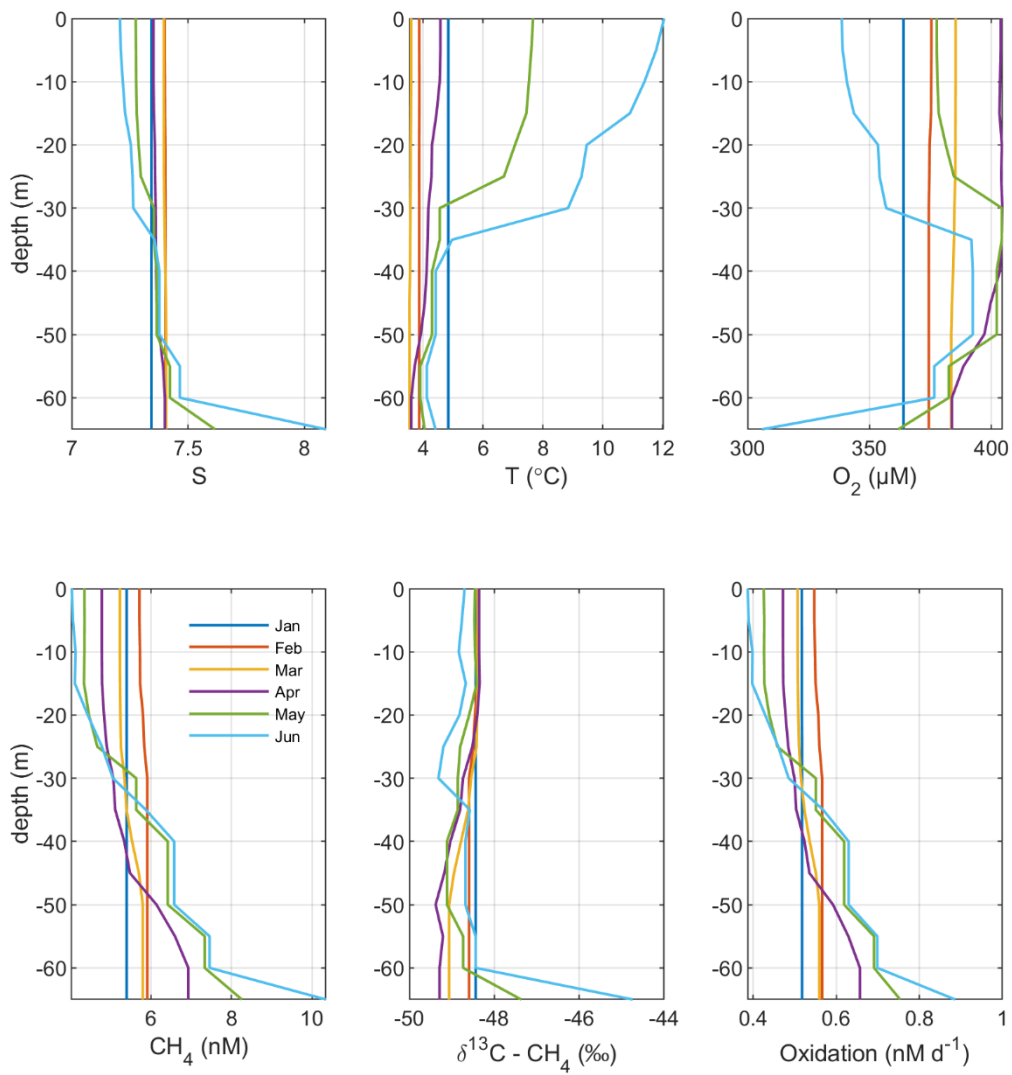 0
-10
-20
-30
-40
-50
-60
depth (m)
7 7.5 8
S
0
-10
-20
-30
-40
-50
-60
4 6 8 10 12
T (°C)
0
-10
-20
-30
-40
-50
-60
300 350 400
O₂ (µM)
0
-10
-20
-30
-40
-50
-60
depth (m)
Jan
Feb
Mar
Apr
May
Jun
6 8 10
CH₄ (nM)
0
-10
-20
-30
-40
-50
-60
-50 -48 -46 -44
δ¹³C - CH₄ (‰)
0
-10
-20
-30
-40
-50
-60
0.4 0.6 0.8 1
Oxidation (nM d⁻¹)